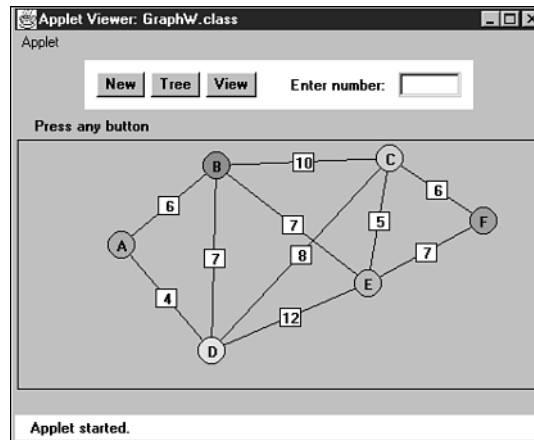 Applet Viewer: GraphW.class
Applet
New Tree View Enter number:
Press any button
B 10 C
6 6
7 5 F
A
7 8 7
E
4
12
D
Applet started.